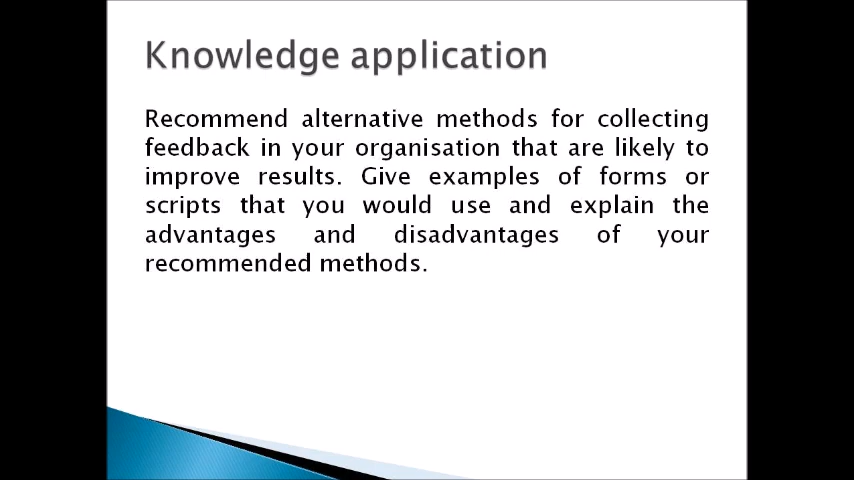 Knowledge application
Recommend alternative methods for collecting
feedback in your organisation that are likely to
improve results. Give examples of forms or
scripts that you would use and explain the
advantages and disadvantages of your
recommended methods.